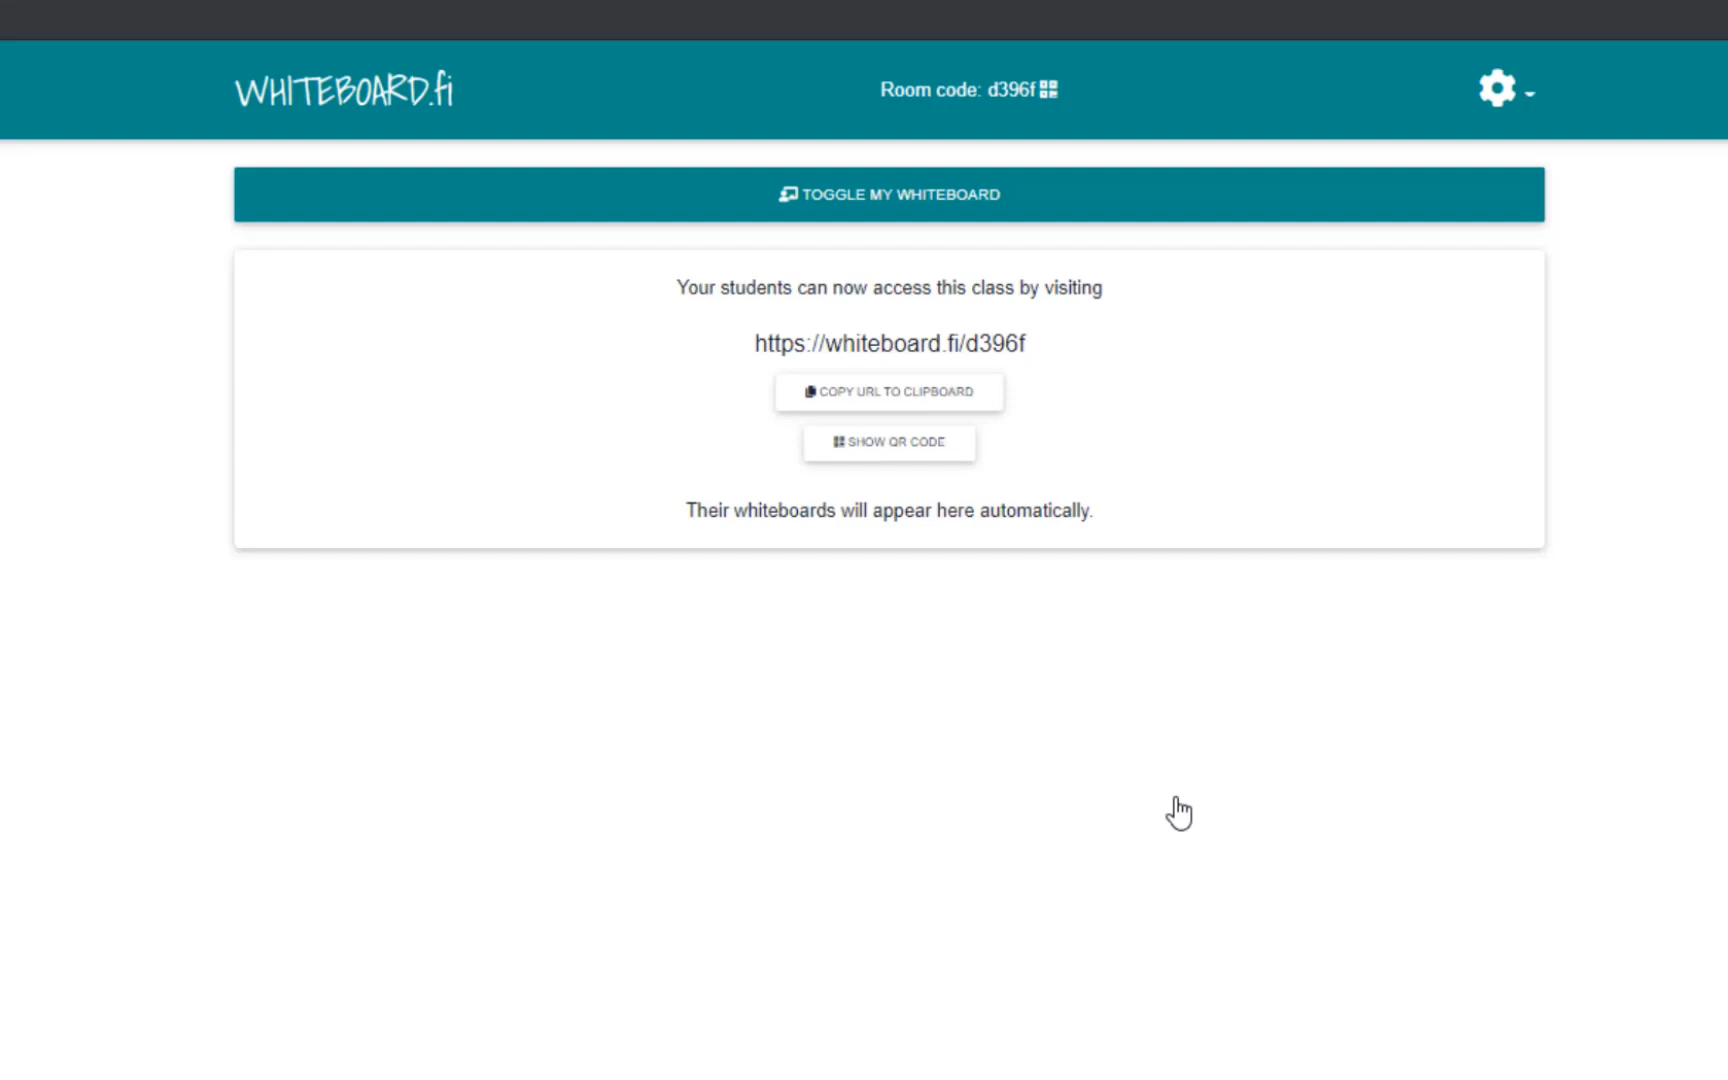 WHITEBOARD.fi
Room code: d396f
TOGGLE MY WHITEBOARD
Your students can now access this class by visiting
https://whiteboard.fi/d396f
COPY URL TO CLIPBOARD
SHOW QR CODE
Their whiteboards will appear here automatically.